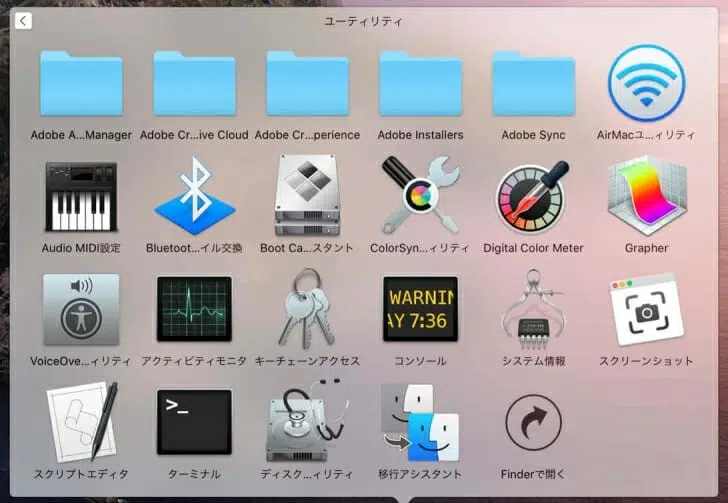 ユーティリティ
Adobe A...Manager
Adobe Cr...ive Cloud
Adobe Cr...perience
Adobe Installers
Adobe Sync
AirMacユ...ィリティ
Audio MIDI設定
Bluetoot...イル交換
Boot Ca...スタント
ColorSyn...ィリティ
Digital Color Meter
Grapher
WARNIN
AY 7:36
VoiceOve...ィリティ
アクティビティモニタ
キーチェーンアクセス
コンソール
システム情報
スクリーンショット
>_
スクリプトエディタ
ターミナル
ディスク...ィリティ
移行アシスタント
Finderで開く